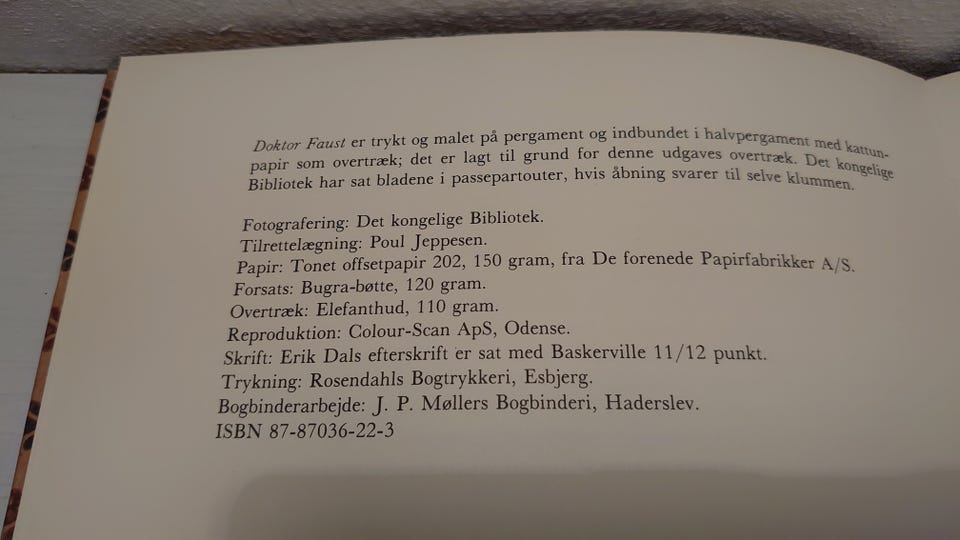 Doktor Faust er trykt og malet på pergament og indbundet i halvpergament med kattun-
papir som overtræk; det er lagt til grund for denne udgaves overtræk. Det kongelige
Bibliotek har sat bladene i passepartouter, hvis åbning svarer til selve klummen.
Fotografering: Det kongelige Bibliotek.
Tilrettelægning: Poul Jeppesen.
Papir: Tonet offsetpapir 202, 150 gram, fra De forenede Papirfabrikker A/S.
Forsats: Bugra-bøtte, 120 gram.
Overtræk: Elefanthud, 110 gram.
Reproduktion: Colour-Scan ApS, Odense.
Skrift: Erik Dals efterskrift er sat med Baskerville 11/12 punkt.
Trykning: Rosendahls Bogtrykkeri, Esbjerg.
Bogbinderarbejde: J. P. Møllers Bogbinderi, Haderslev.
ISBN 87-87036-22-3